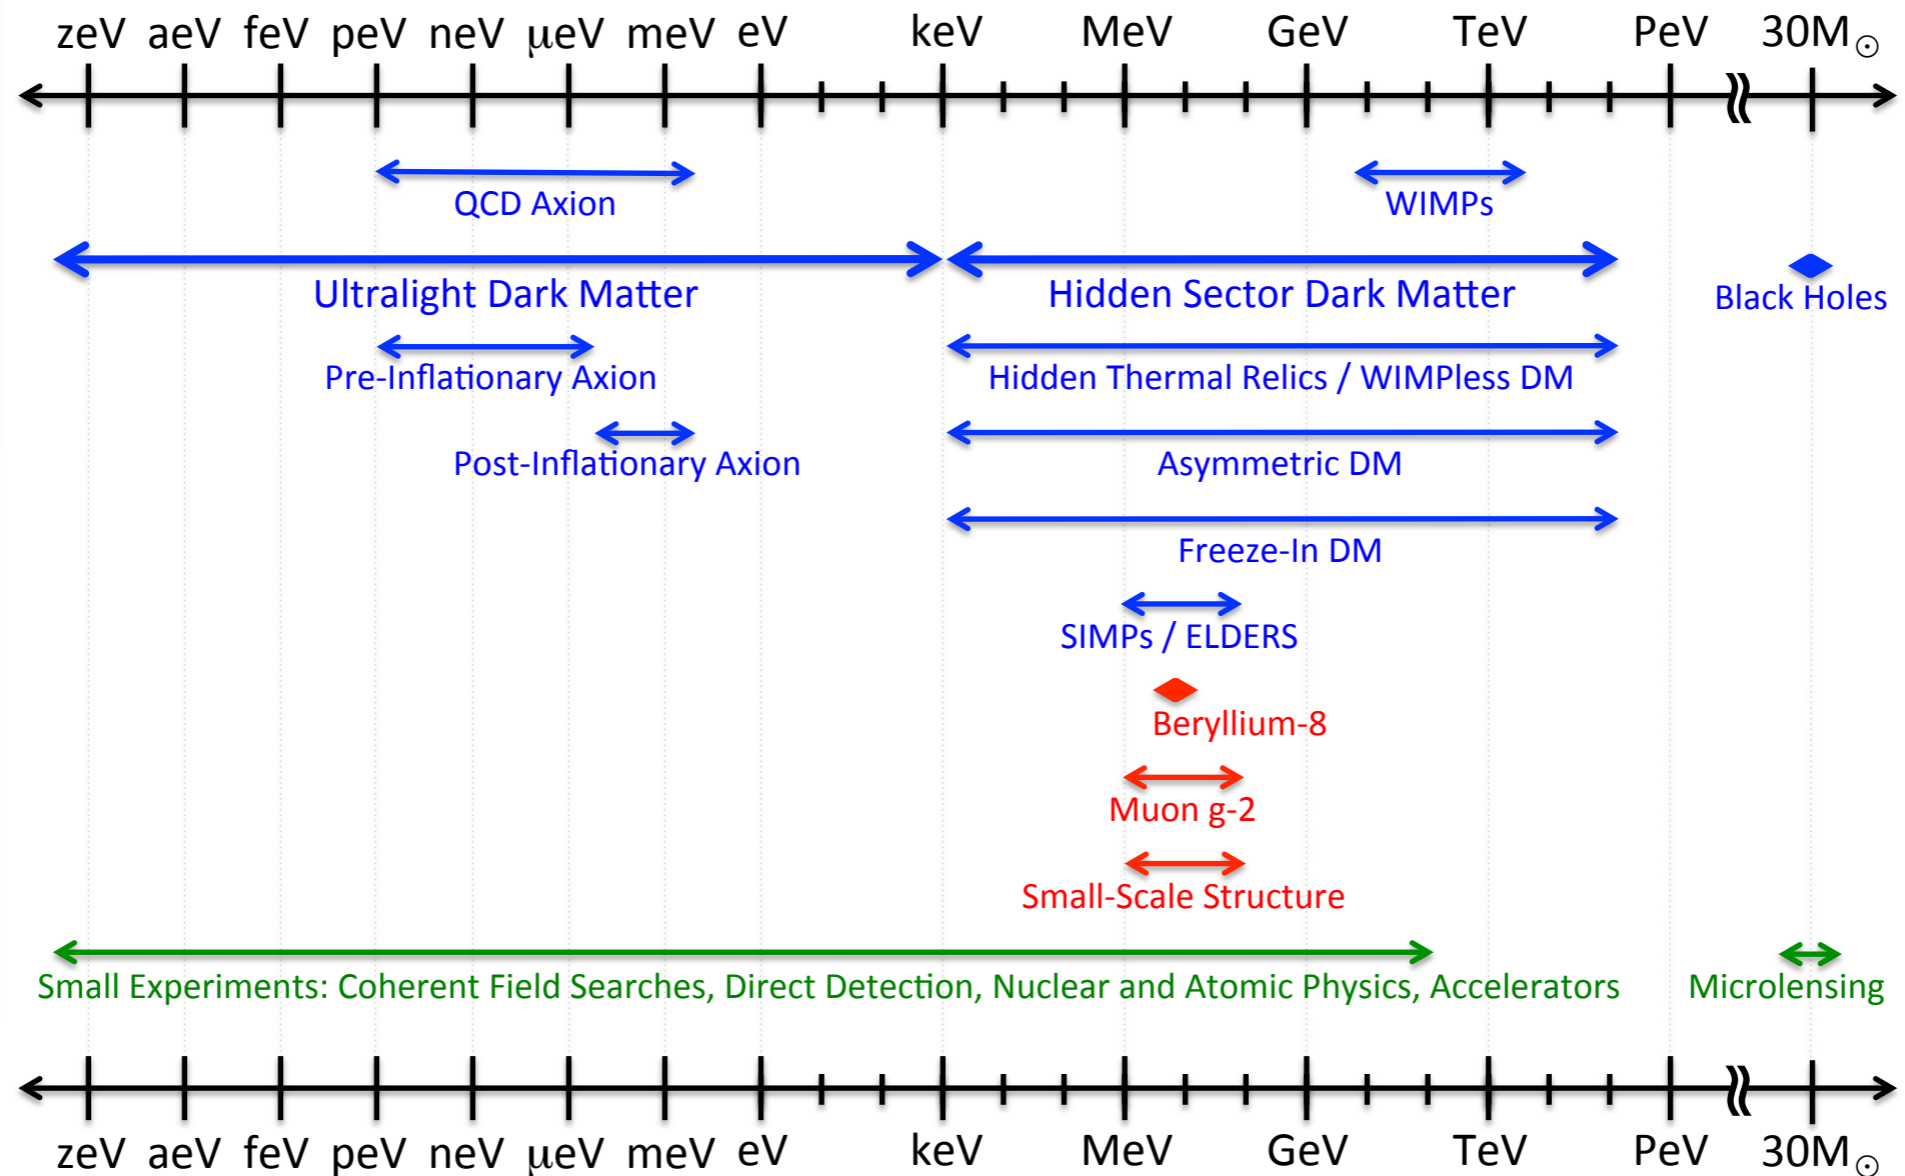 zeV aeV feV peV neV μeV meV eV keV MeV GeV TeV PeV 30M☉
QCD Axion WIMPs
Ultralight Dark Matter Hidden Sector Dark Matter Black Holes
Pre-Inflationary Axion Hidden Thermal Relics / WIMPless DM
Post-Inflationary Axion Asymmetric DM
Freeze-In DM
SIMPs / ELDERS
Beryllium-8
Muon g-2
Small-Scale Structure
Small Experiments: Coherent Field Searches, Direct Detection, Nuclear and Atomic Physics, Accelerators Microlensing
zeV aeV feV peV neV μeV meV eV keV MeV GeV TeV PeV 30M☉